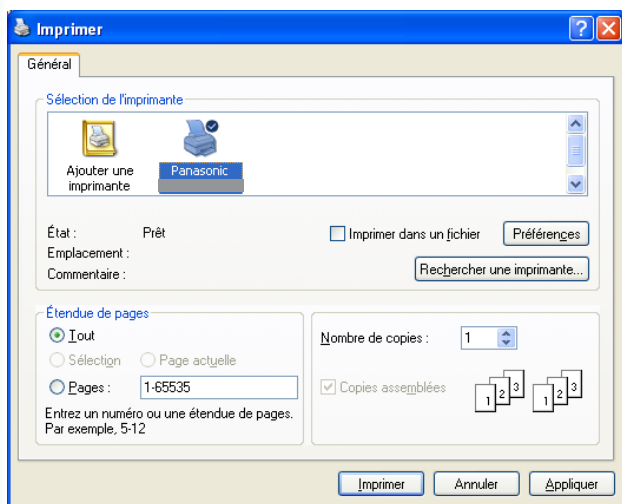 Imprimer
Général
Sélection de l'imprimante
Ajouter une
imprimante
Panasonic
État : Prêt
Emplacement :
Commentaire :
Imprimer dans un fichier
Préférences
Rechercher une imprimante...
Étendue de pages
Tout
Sélection Page actuelle
Pages : 1-65535
Entrez un numéro ou une étendue de pages.
Par exemple, 5-12
Nombre de copies : 1
Copies assemblées
1 2 3 1 2 3
Imprimer Annuler Appliquer